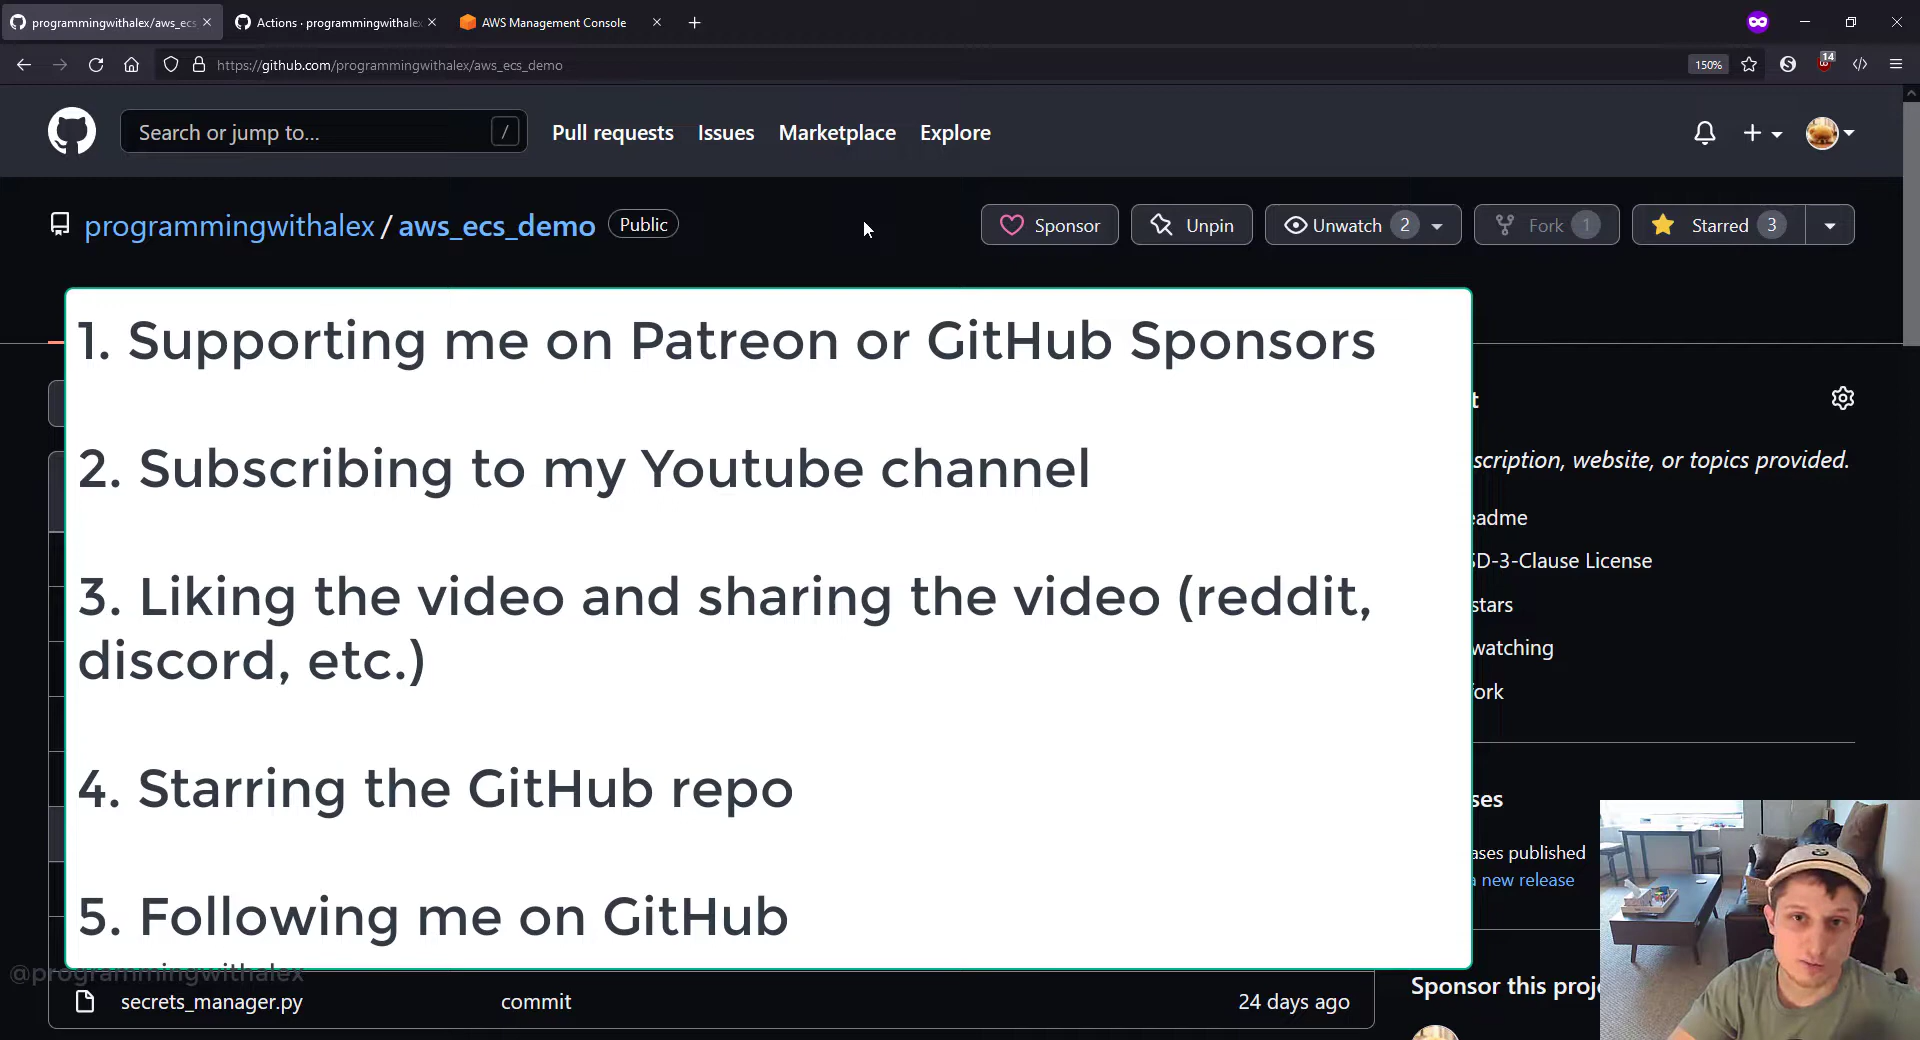 programmingwithalex/aws_ecs
Actions · programmingwithalex
AWS Management Console
https://github.com/programmingwithalex/aws_ecs_demo
150%
14
Search or jump to...
/
Pull requests
Issues
Marketplace
Explore
programmingwithalex / aws_ecs_demo
Public
Sponsor
Unpin
Unwatch 2
Fork 1
Starred 3
1. Supporting me on Patreon or GitHub Sponsors
2. Subscribing to my Youtube channel
3. Liking the video and sharing the video (reddit,
discord, etc.)
4. Starring the GitHub repo
5. Following me on GitHub
t
scription, website, or topics provided.
eadme
SD-3-Clause License
stars
watching
fork
ses
ases published
a new release
@programmingwithalex
secrets_manager.py
commit
24 days ago
Sponsor this proje